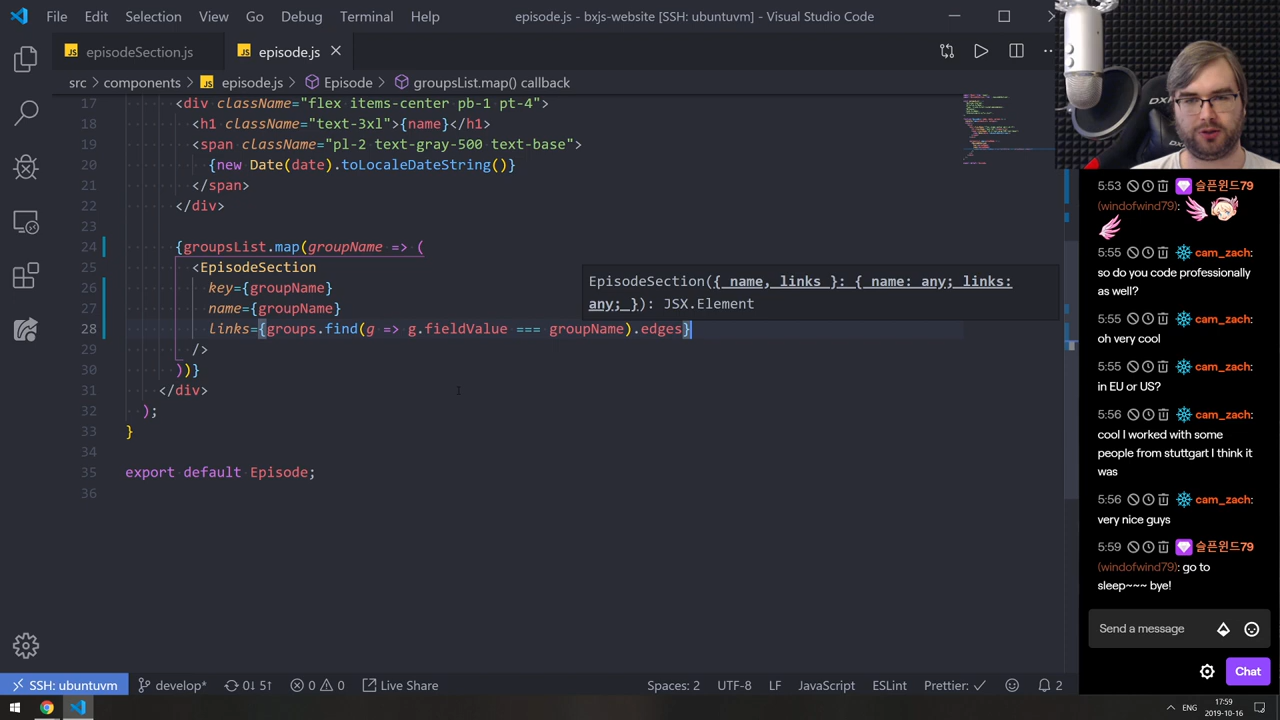 File Edit Selection View Go Debug Terminal Help episode.js - bxjs-website [SSH: ubuntuvm] - Visual Studio Code
JS episodeSection.js JS episode.js
src > components > JS episode.js > Episode > groupsList.map() callback
17 <div className="flex items-center pb-1 pt-4">
18 <h1 className="text-3xl">{name}</h1>
19 <span className="pl-2 text-gray-500 text-base">
20 {new Date(date).toLocaleDateString()}
21 </span>
22 </div>
23
24 {groupsList.map(groupName => (
25 <EpisodeSection
26 key={groupName}
27 name={groupName}
28 links={groups.find(g => g.fieldValue === groupName).edges}
29 />
30 ))}
31 </div>
32 );
33 }
34
35 export default Episode;
36
EpisodeSection({ name, links }: { name: any; links:
any; }): JSX.Element
5:53 슬픈윈드79
(windofwind79):
5:55 cam_zach:
so do you code professionally
as well?
5:55 cam_zach:
oh very cool
5:55 cam_zach:
in EU or US?
5:56 cam_zach:
cool I worked with some
people from stuttgart I think it
was
5:56 cam_zach:
very nice guys
5:59 슬픈윈드79
(windofwind79): go to
sleep~~~ bye!
Send a message
Chat
SSH: ubuntuvm develop* 0↓ 5↑ 0 0 Live Share Spaces: 2 UTF-8 LF JavaScript ESLint Prettier: ✓ 2
ENG 17:59
2019-10-16